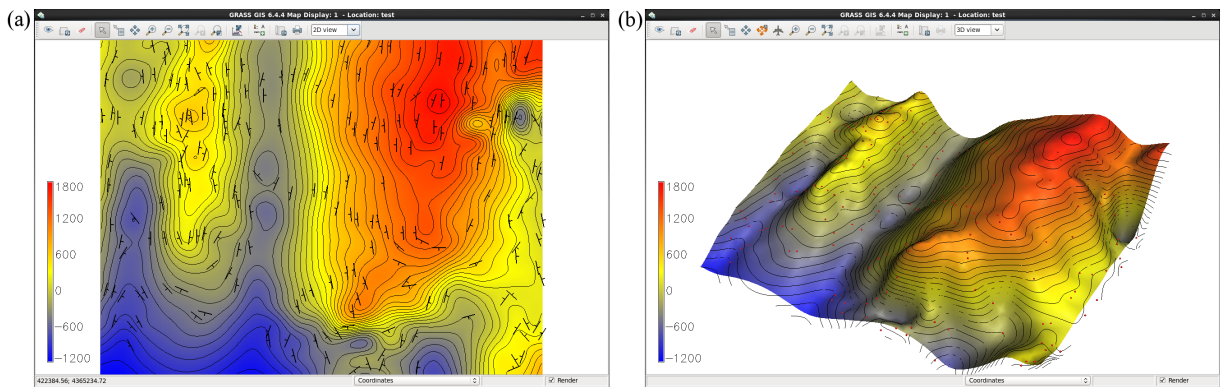 (a)
GRASS GIS 6.4.4 Map Display: 1 - Location: test
2D view
1800
1200
600
0
−600
−1200
422384.56; 4365234.72
Coordinates
Render
(b)
GRASS GIS 6.4.4 Map Display: 1 - Location: test
3D view
1800
1200
600
0
−600
−1200
Coordinates
Render